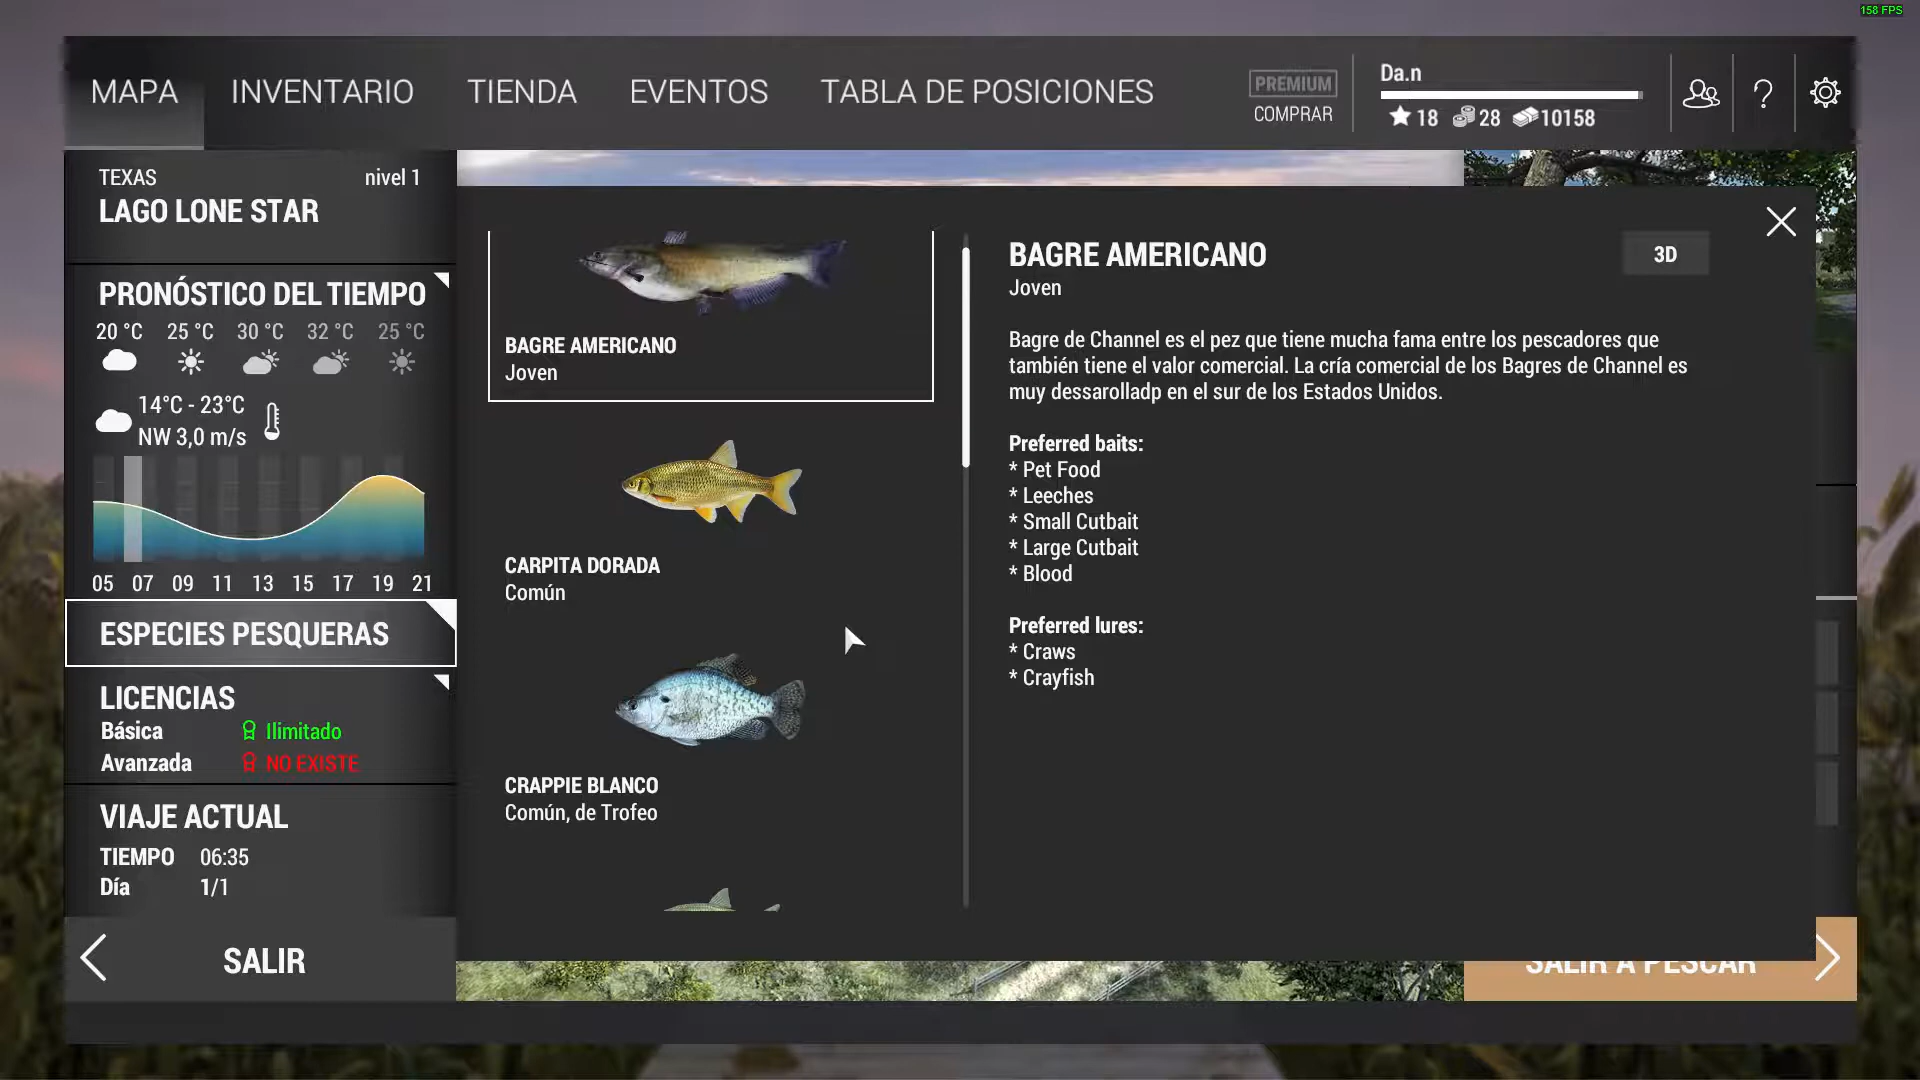 158 FPS
MAPA
INVENTARIO
TIENDA
EVENTOS
TABLA DE POSICIONES
PREMIUM
COMPRAR
Da.n
18 28 10158
TEXAS nivel 1
LAGO LONE STAR
PRONÓSTICO DEL TIEMPO
20 °C 25 °C 30 °C 32 °C 25 °C
14°C - 23°C
NW 3,0 m/s
05 07 09 11 13 15 17 19 21
ESPECIES PESQUERAS
LICENCIAS
Básica Ilimitado
Avanzada NO EXISTE
VIAJE ACTUAL
TIEMPO 06:35
Día 1/1
SALIR
BAGRE AMERICANO
Joven
CARPITA DORADA
Común
CRAPPIE BLANCO
Común, de Trofeo
BAGRE AMERICANO
3D
Joven
Bagre de Channel es el pez que tiene mucha fama entre los pescadores que
también tiene el valor comercial. La cría comercial de los Bagres de Channel es
muy dessarolladp en el sur de los Estados Unidos.
Preferred baits:
* Pet Food
* Leeches
* Small Cutbait
* Large Cutbait
* Blood
Preferred lures:
* Craws
* Crayfish
SALIR A PESCAR